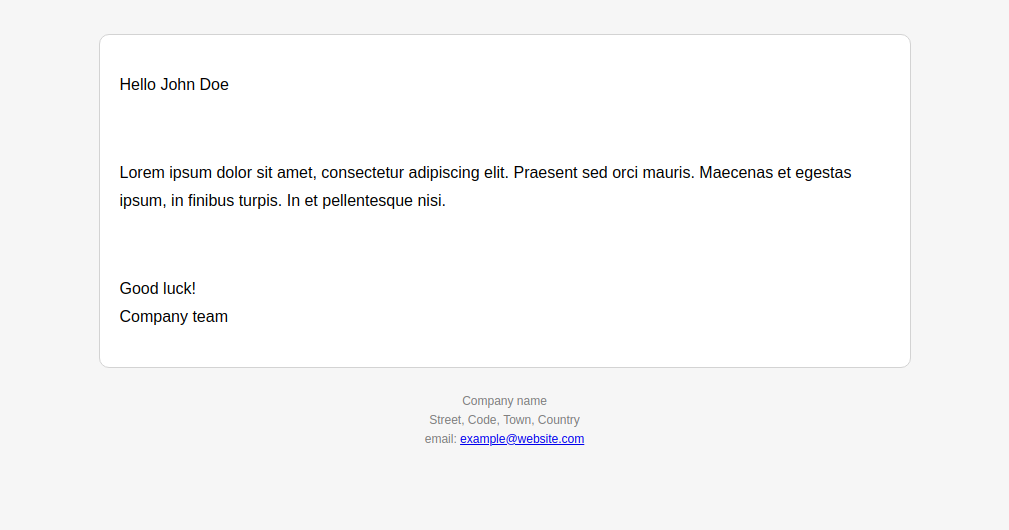 Hello John Doe
Lorem ipsum dolor sit amet, consectetur adipiscing elit. Praesent sed orci mauris. Maecenas et egestas
ipsum, in finibus turpis. In et pellentesque nisi.
Good luck!
Company team
Company name
Street, Code, Town, Country
email: example@website.com